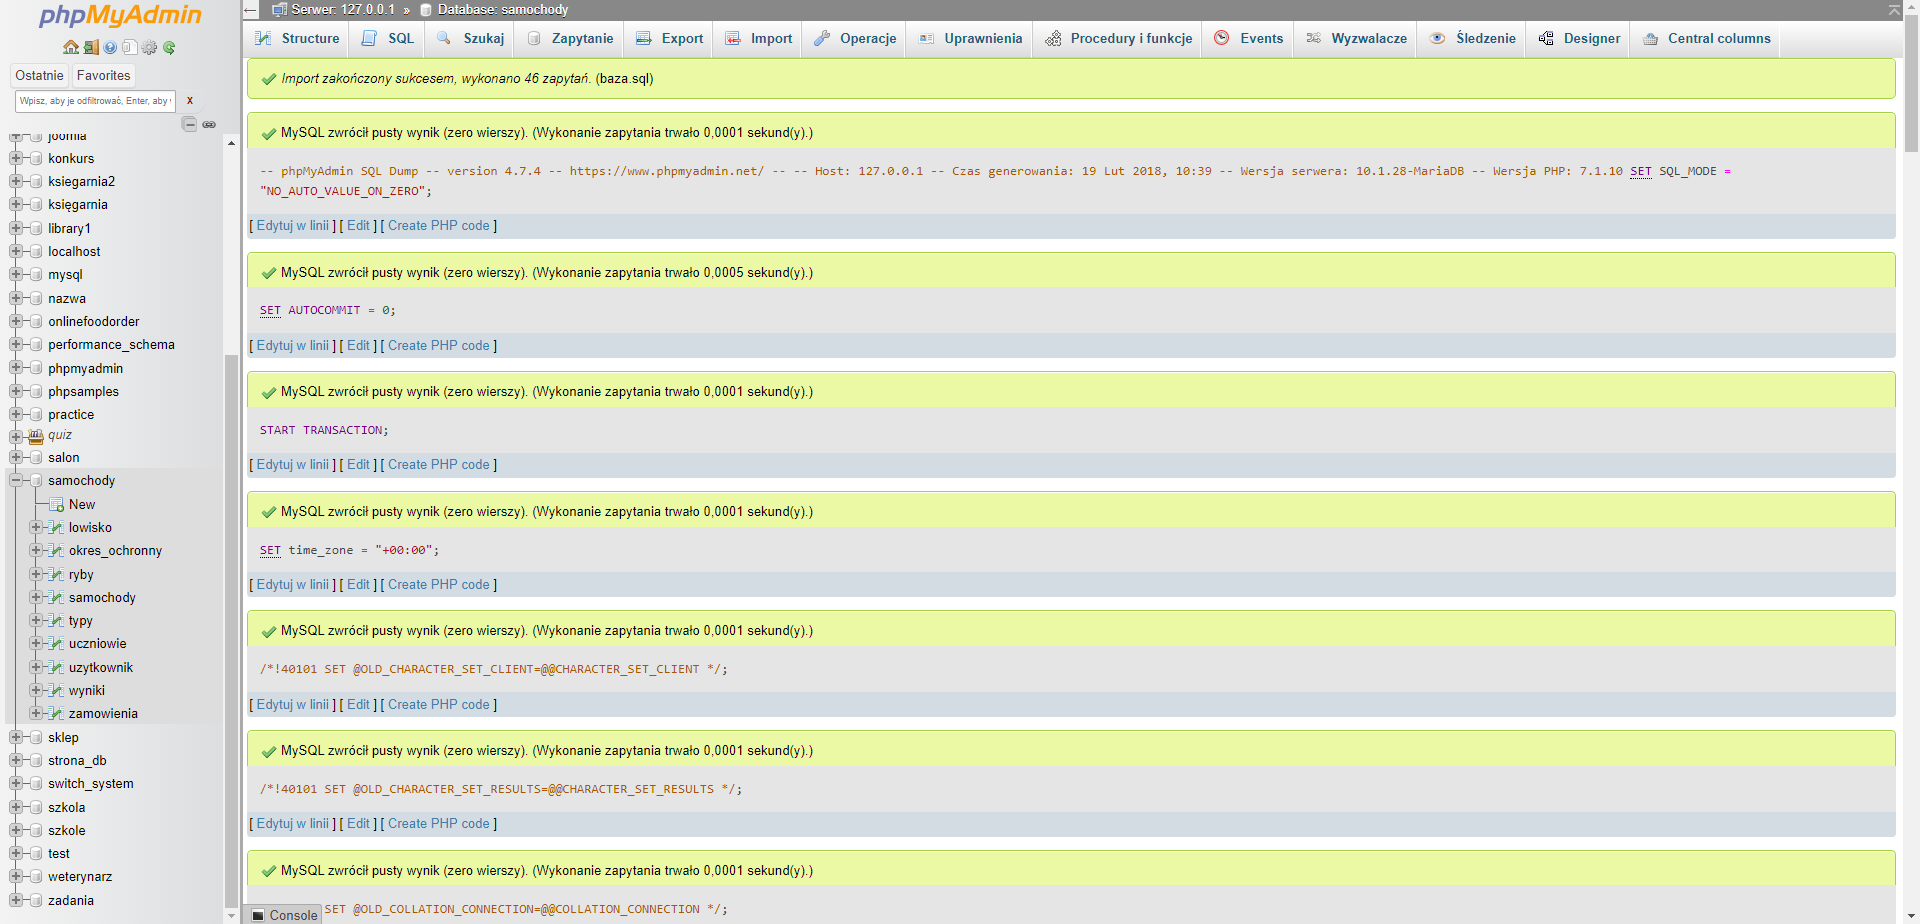 phpMyAdmin
Ostatnie Favorites
Wpisz, aby je odfiltrować, Enter, aby X
joomla
konkurs
ksiegarnia2
księgarnia
library1
localhost
mysql
nazwa
onlinefoodorder
performance_schema
phpmyadmin
phpsamples
practice
quiz
salon
samochody
New
lowisko
okres_ochronny
ryby
samochody
typy
uczniowie
uzytkownik
wyniki
zamowienia
sklep
strona_db
switch_system
szkola
szkole
test
weterynarz
zadania
Serwer: 127.0.0.1 » Database: samochody
Structure SQL Szukaj Zapytanie Export Import Operacje Uprawnienia Procedury i funkcje Events Wyzwalacze Śledzenie Designer Central columns
Import zakończony sukcesem, wykonano 46 zapytań. (baza.sql)
MySQL zwrócił pusty wynik (zero wierszy). (Wykonanie zapytania trwało 0,0001 sekund(y).)
-- phpMyAdmin SQL Dump -- version 4.7.4 -- https://www.phpmyadmin.net/ -- -- Host: 127.0.0.1 -- Czas generowania: 19 Lut 2018, 10:39 -- Wersja serwera: 10.1.28-MariaDB -- Wersja PHP: 7.1.10 SET SQL_MODE =
"NO_AUTO_VALUE_ON_ZERO";
[ Edytuj w linii ] [ Edit ] [ Create PHP code ]
MySQL zwrócił pusty wynik (zero wierszy). (Wykonanie zapytania trwało 0,0005 sekund(y).)
SET AUTOCOMMIT = 0;
[ Edytuj w linii ] [ Edit ] [ Create PHP code ]
MySQL zwrócił pusty wynik (zero wierszy). (Wykonanie zapytania trwało 0,0001 sekund(y).)
START TRANSACTION;
[ Edytuj w linii ] [ Edit ] [ Create PHP code ]
MySQL zwrócił pusty wynik (zero wierszy). (Wykonanie zapytania trwało 0,0001 sekund(y).)
SET time_zone = "+00:00";
[ Edytuj w linii ] [ Edit ] [ Create PHP code ]
MySQL zwrócił pusty wynik (zero wierszy). (Wykonanie zapytania trwało 0,0001 sekund(y).)
/*!40101 SET @OLD_CHARACTER_SET_CLIENT=@@CHARACTER_SET_CLIENT */;
[ Edytuj w linii ] [ Edit ] [ Create PHP code ]
MySQL zwrócił pusty wynik (zero wierszy). (Wykonanie zapytania trwało 0,0001 sekund(y).)
/*!40101 SET @OLD_CHARACTER_SET_RESULTS=@@CHARACTER_SET_RESULTS */;
[ Edytuj w linii ] [ Edit ] [ Create PHP code ]
MySQL zwrócił pusty wynik (zero wierszy). (Wykonanie zapytania trwało 0,0001 sekund(y).)
SET @OLD_COLLATION_CONNECTION=@@COLLATION_CONNECTION */;
Console